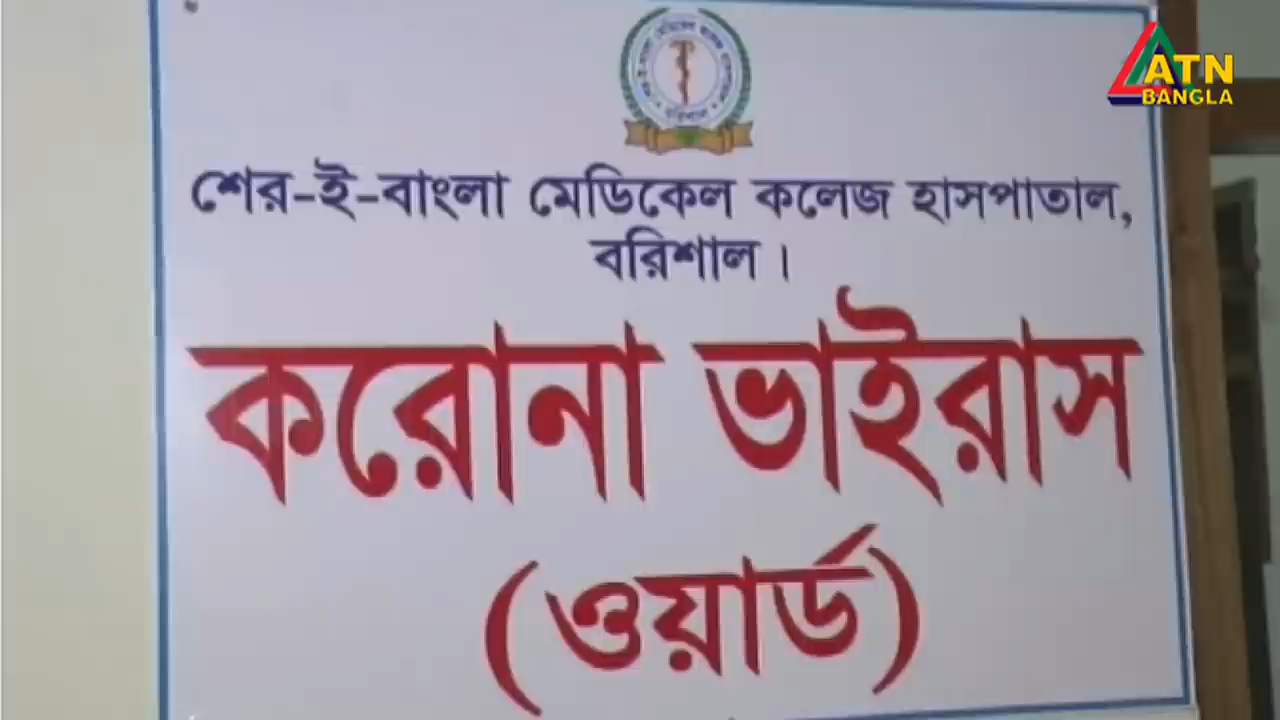 ATN
BANGLA
শের-ই-বাংলা মেডিকেল কলেজ হাসপাতাল,
বরিশাল।
করোনা ভাইরাস
(ওয়ার্ড)